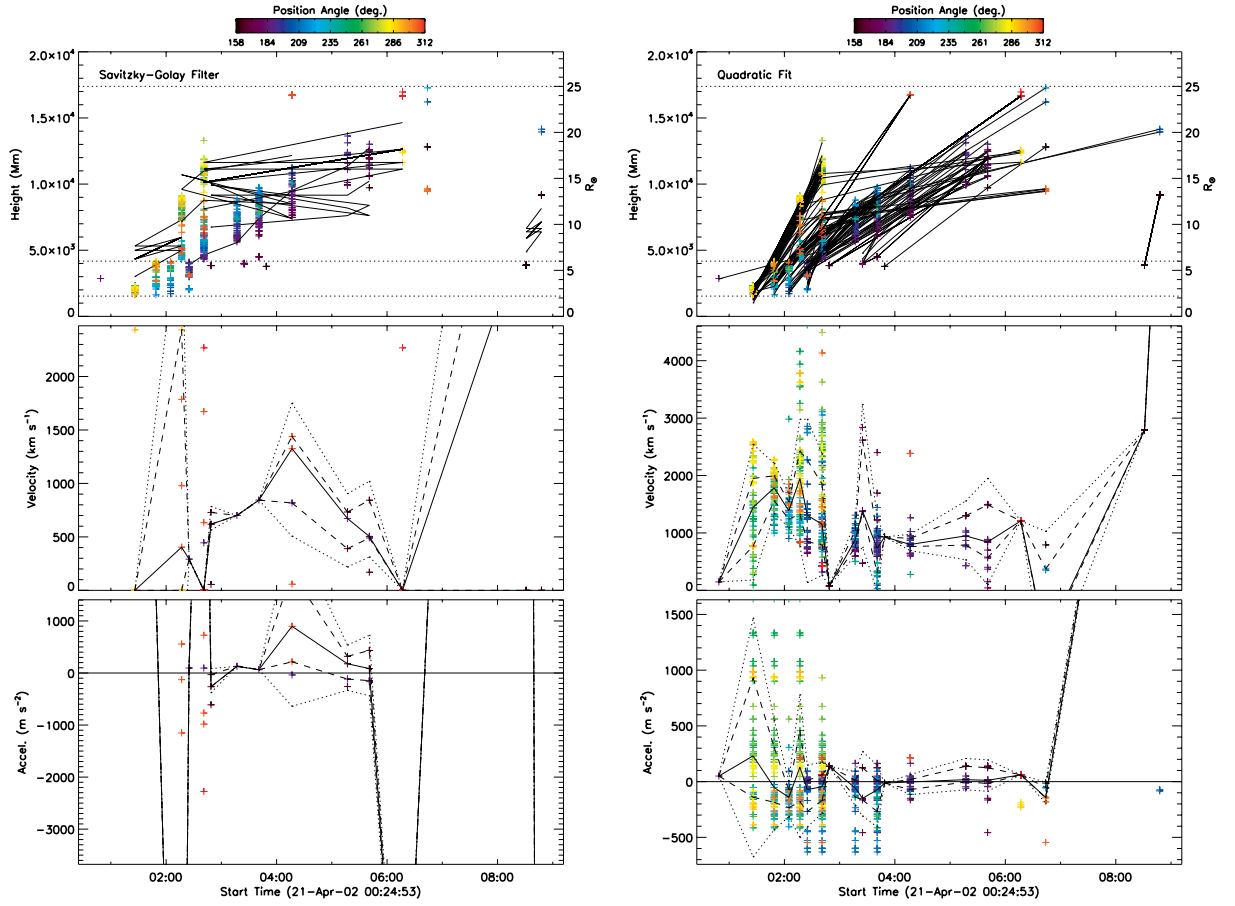 Position Angle (deg.)
158 184 209 235 261 286 312
Savitzky-Golay Filter
Height (Mm)
2.0×10⁴
1.5×10⁴
1.0×10⁴
5.0×10³
0
25
20
15
10
5
0
R⊙
Velocity (km s⁻¹)
2000
1500
1000
500
0
Accel. (m s⁻²)
1000
0
-1000
-2000
-3000
02:00 04:00 06:00 08:00
Start Time (21-Apr-02 00:24:53)
Position Angle (deg.)
158 184 209 235 261 286 312
Quadratic Fit
Height (Mm)
2.0×10⁴
1.5×10⁴
1.0×10⁴
5.0×10³
0
25
20
15
10
5
0
R⊙
Velocity (km s⁻¹)
4000
3000
2000
1000
0
Accel. (m s⁻²)
1500
1000
500
0
-500
02:00 04:00 06:00 08:00
Start Time (21-Apr-02 00:24:53)